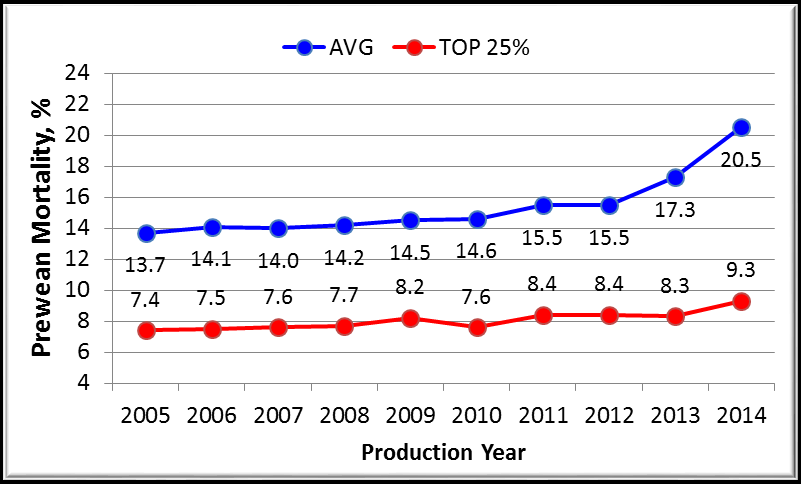 AVG TOP 25%
Prewean Mortality, %
24
22
20
18
16
14
12
10
8
6
4
13.7 14.1 14.0 14.2 14.5 14.6 15.5 15.5 17.3 20.5
7.4 7.5 7.6 7.7 8.2 7.6 8.4 8.4 8.3 9.3
2005 2006 2007 2008 2009 2010 2011 2012 2013 2014
Production Year